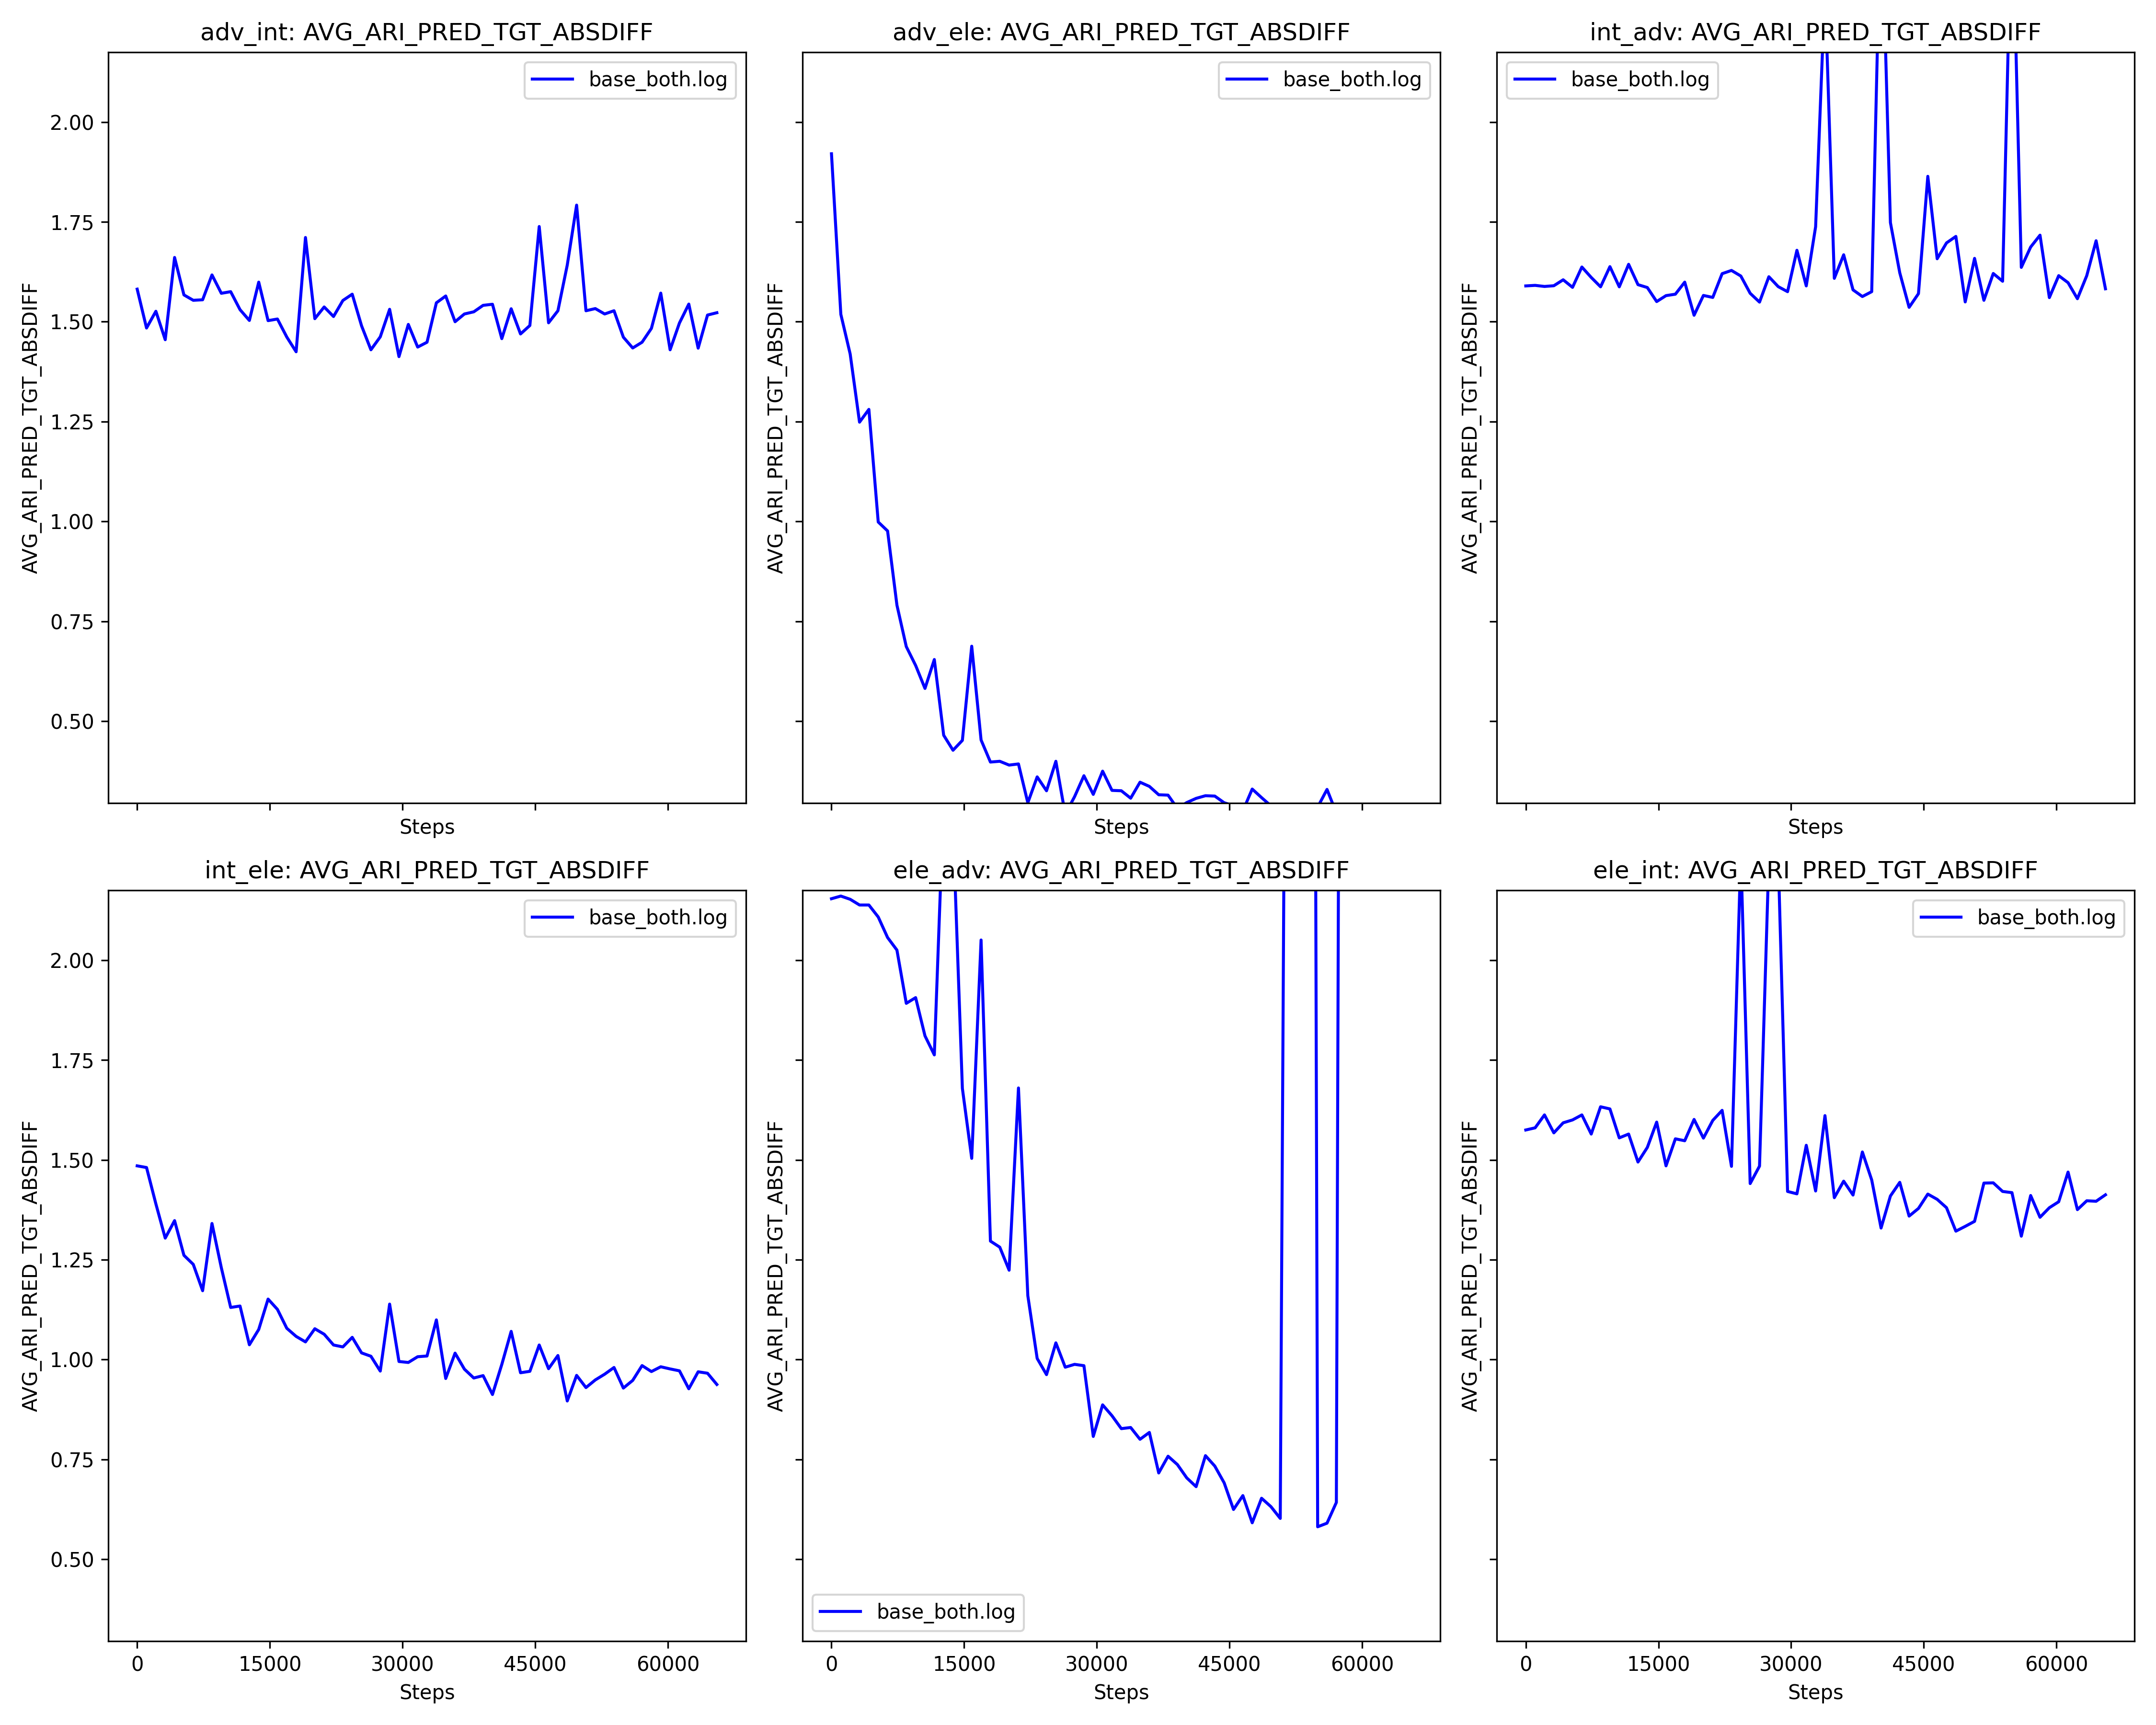 adv_int: AVG_ARI_PRED_TGT_ABSDIFF
adv_ele: AVG_ARI_PRED_TGT_ABSDIFF
int_adv: AVG_ARI_PRED_TGT_ABSDIFF
base_both.log
base_both.log
base_both.log
2.00
1.75
1.50
1.25
1.00
0.75
0.50
AVG_ARI_PRED_TGT_ABSDIFF
AVG_ARI_PRED_TGT_ABSDIFF
AVG_ARI_PRED_TGT_ABSDIFF
Steps
Steps
Steps
int_ele: AVG_ARI_PRED_TGT_ABSDIFF
ele_adv: AVG_ARI_PRED_TGT_ABSDIFF
ele_int: AVG_ARI_PRED_TGT_ABSDIFF
base_both.log
base_both.log
base_both.log
2.00
1.75
1.50
1.25
1.00
0.75
0.50
AVG_ARI_PRED_TGT_ABSDIFF
AVG_ARI_PRED_TGT_ABSDIFF
AVG_ARI_PRED_TGT_ABSDIFF
0 15000 30000 45000 60000
0 15000 30000 45000 60000
0 15000 30000 45000 60000
Steps
Steps
Steps